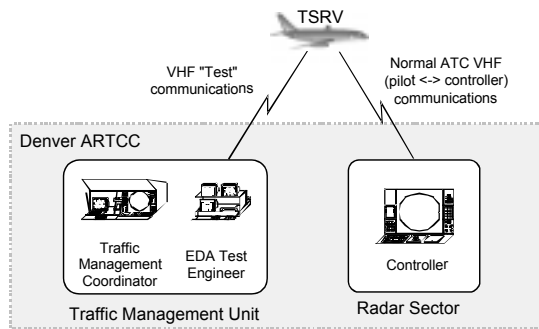 TSRV
VHF "Test"
communications
Normal ATC VHF
(pilot <-> controller)
communications
Denver ARTCC
Traffic
Management
Coordinator
EDA Test
Engineer
Controller
Traffic Management Unit
Radar Sector